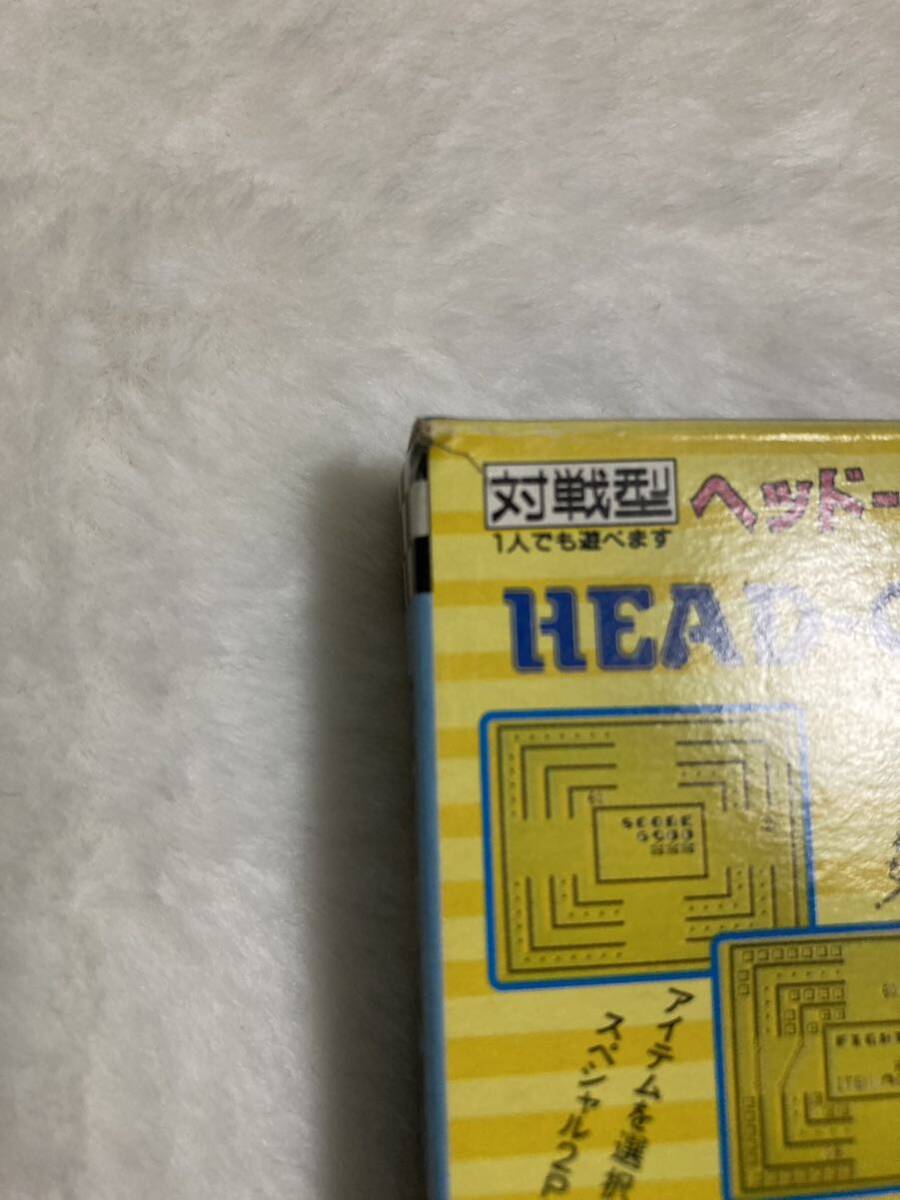 対戦型
ヘッドー
1人でも遊べます
HEAD-O
SCORE
FIGHT
アイテムを選択
スペシャル2P